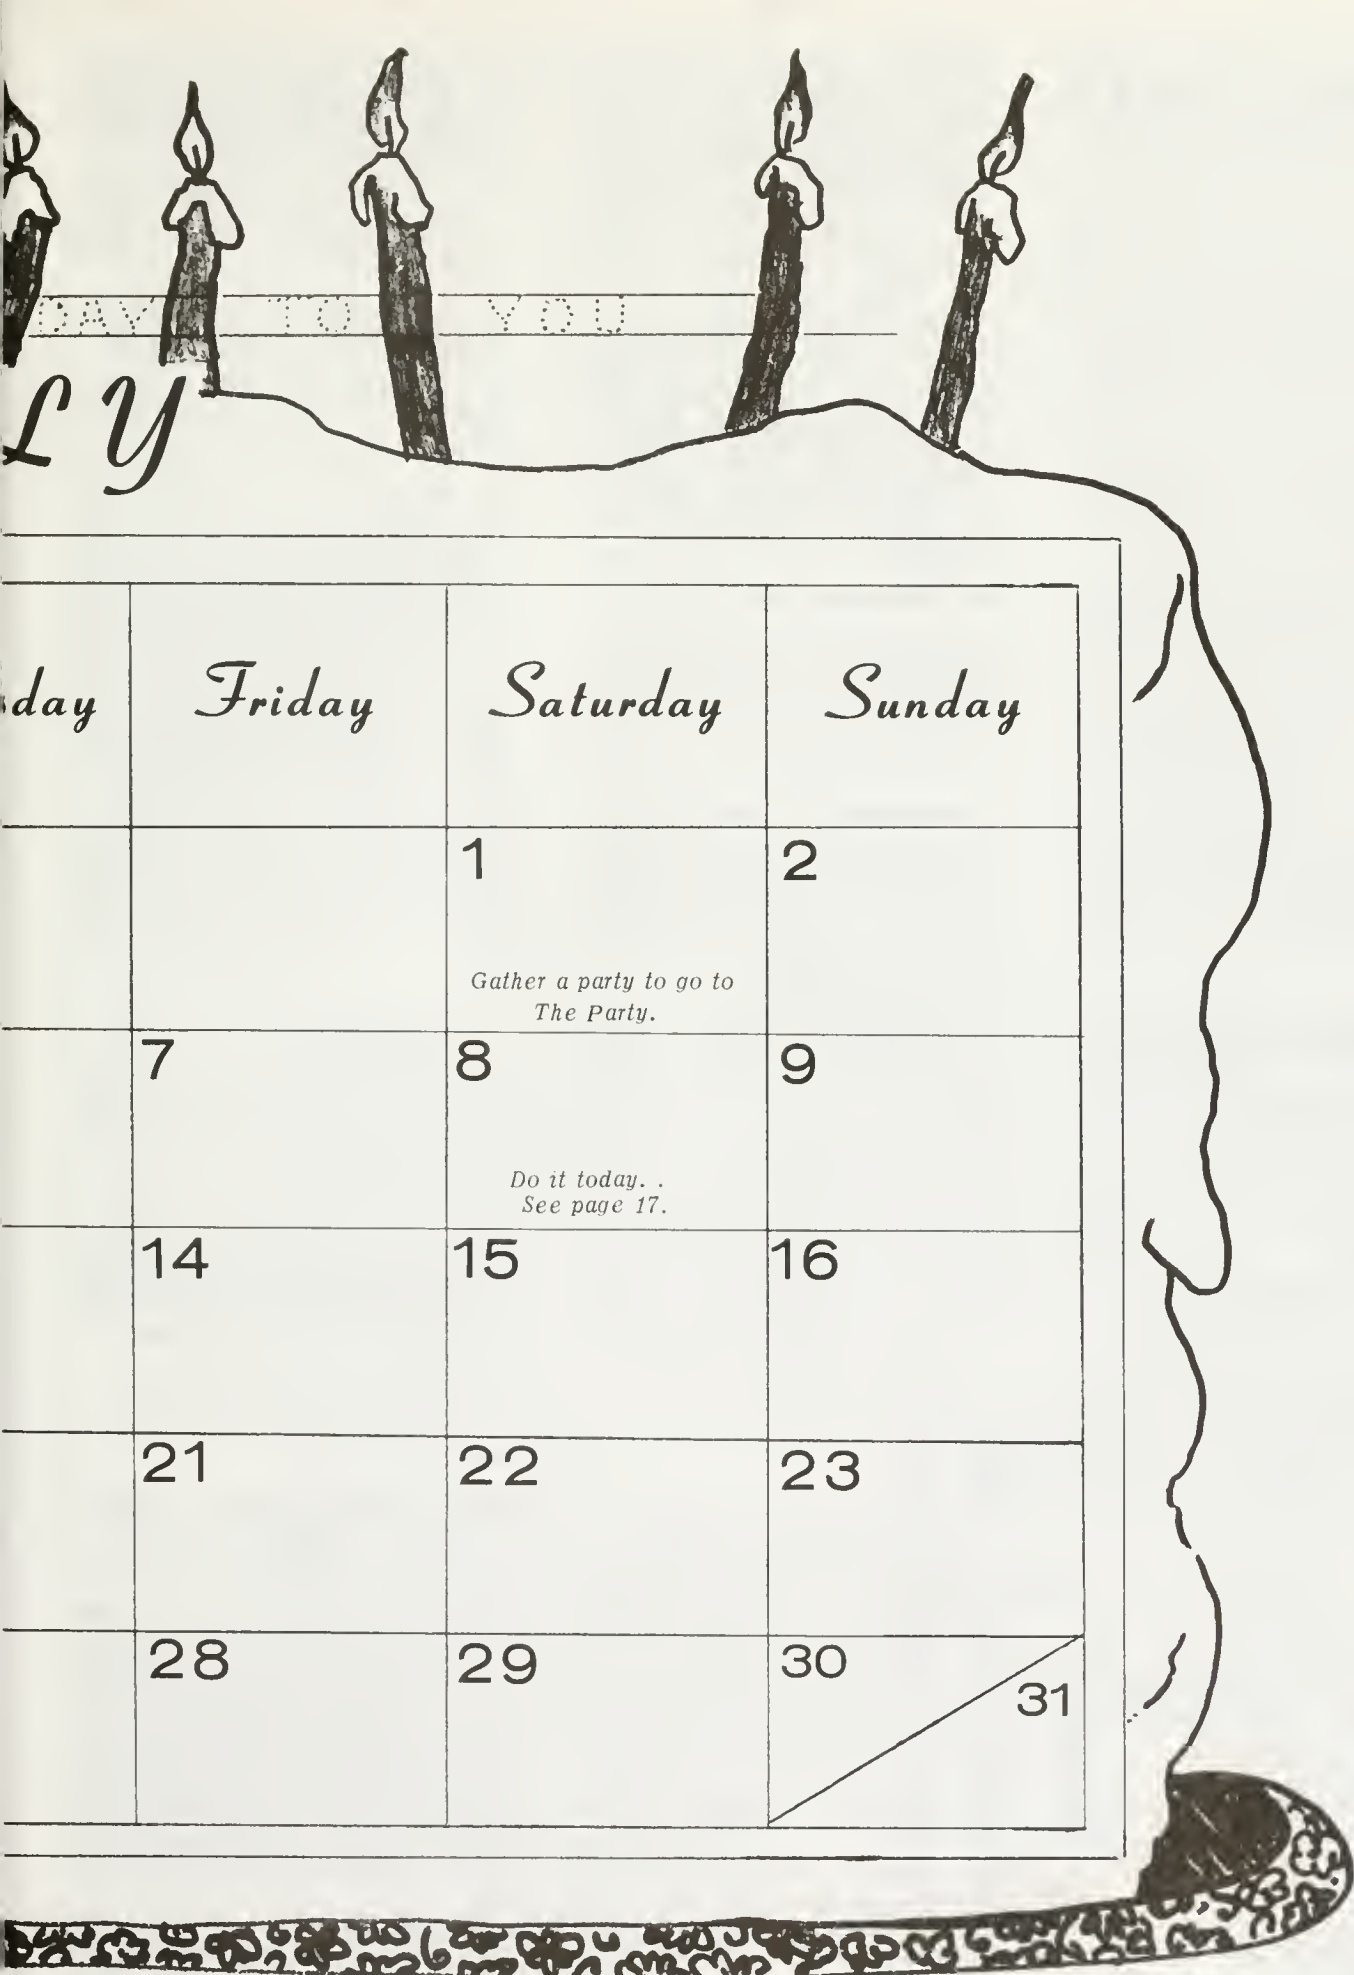 DAY TO YOU
LY
day Friday Saturday Sunday
1 2
Gather a party to go to
The Party.
7 8 9
Do it today. .
See page 17.
14 15 16
21 22 23
28 29 30
31